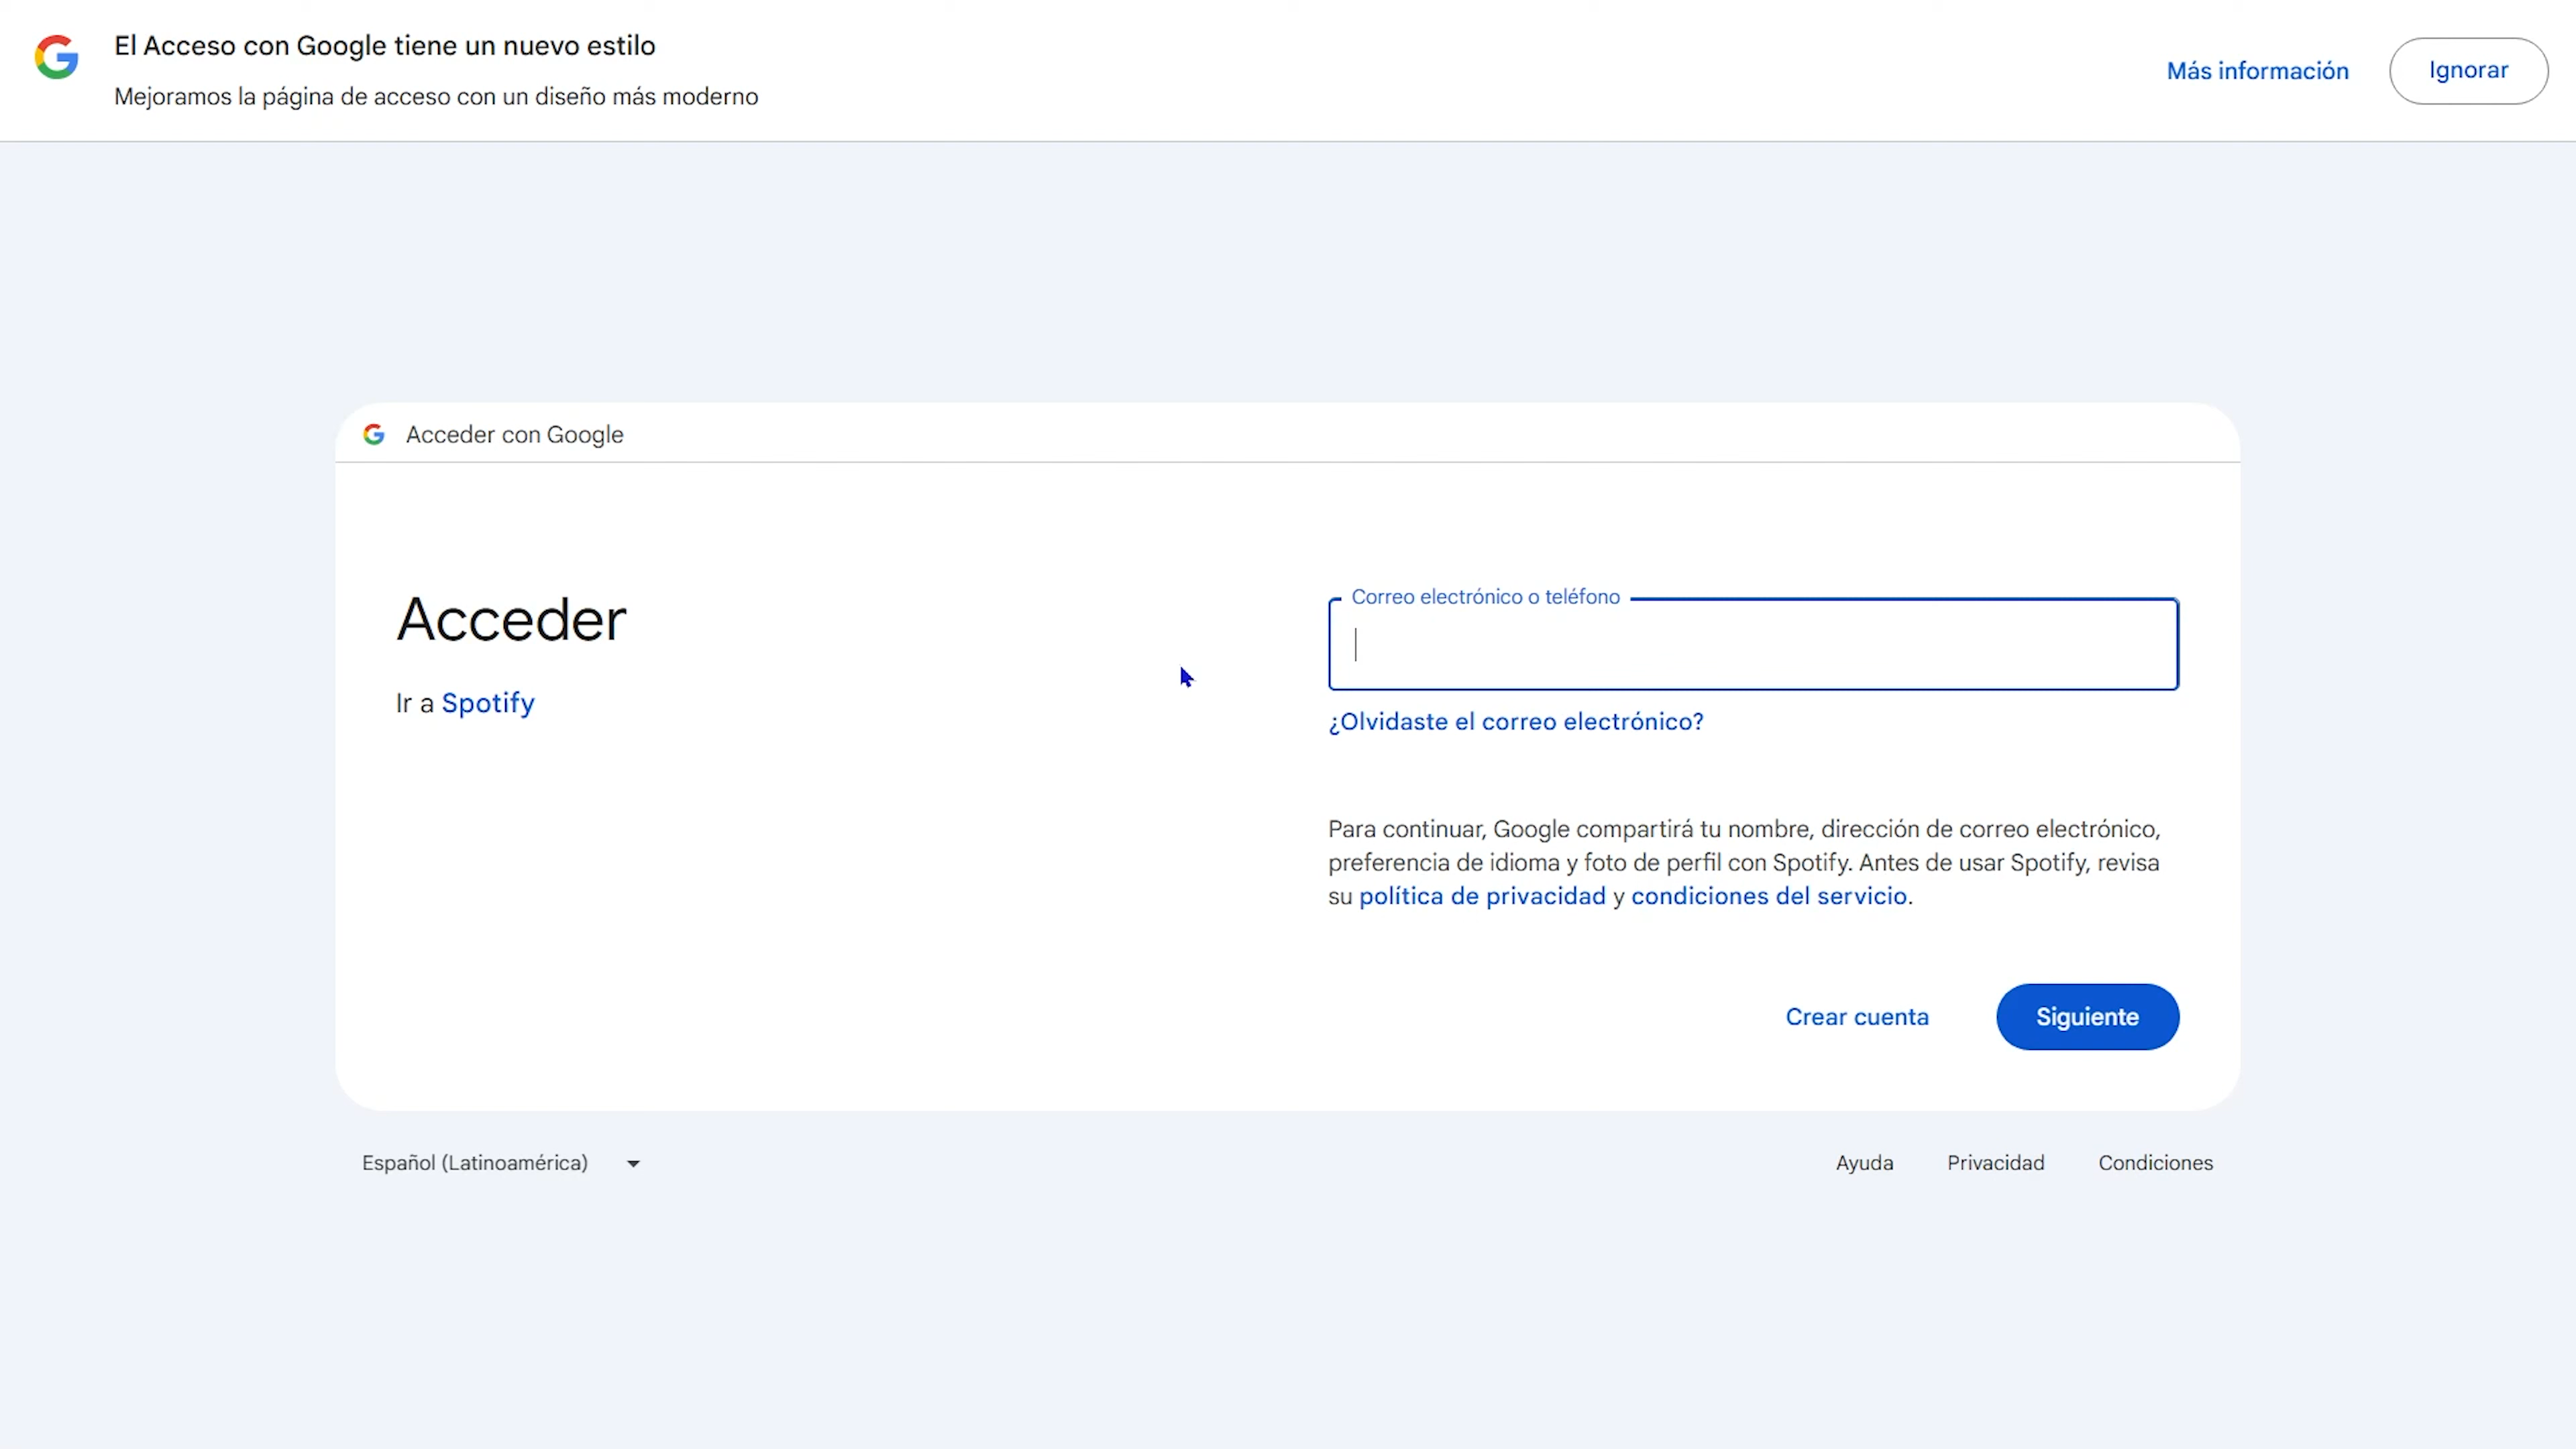 El Acceso con Google tiene un nuevo estilo
Mejoramos la página de acceso con un diseño más moderno
Más información
Ignorar
Acceder con Google
Acceder
Ir a Spotify
Correo electrónico o teléfono
¿Olvidaste el correo electrónico?
Para continuar, Google compartirá tu nombre, dirección de correo electrónico,
preferencia de idioma y foto de perfil con Spotify. Antes de usar Spotify, revisa
su política de privacidad y condiciones del servicio.
Crear cuenta
Siguiente
Español (Latinoamérica)
Ayuda
Privacidad
Condiciones